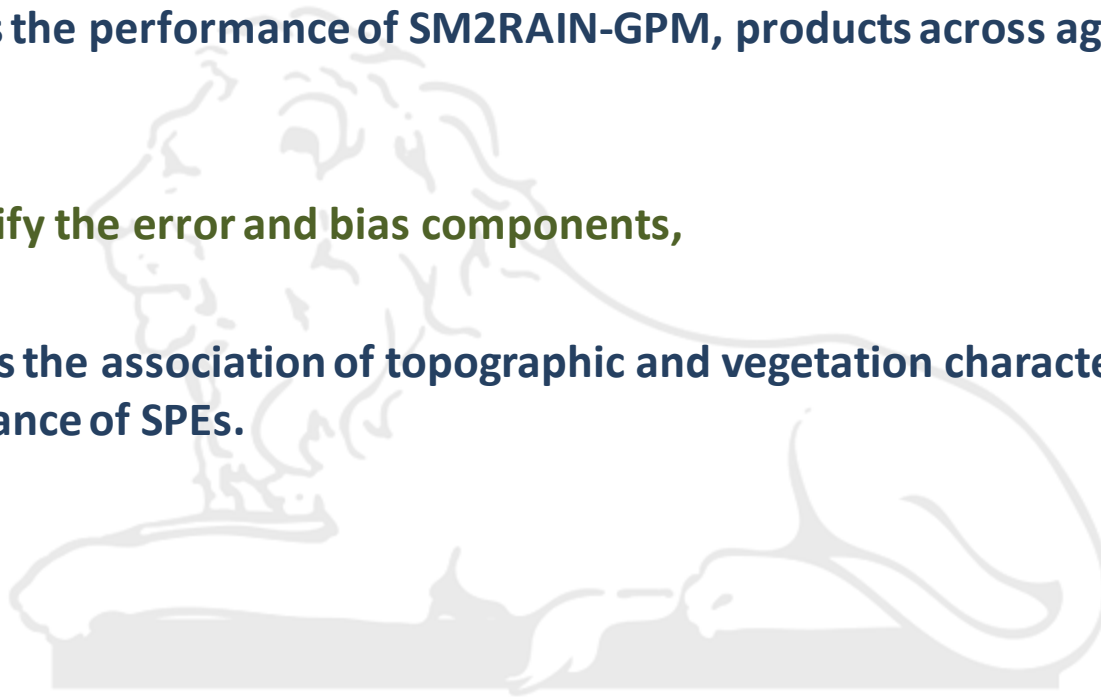 s the performance of SM2RAIN-GPM, products across ag
ify the error and bias components,
s the association of topographic and vegetation characte
ance of SPEs.